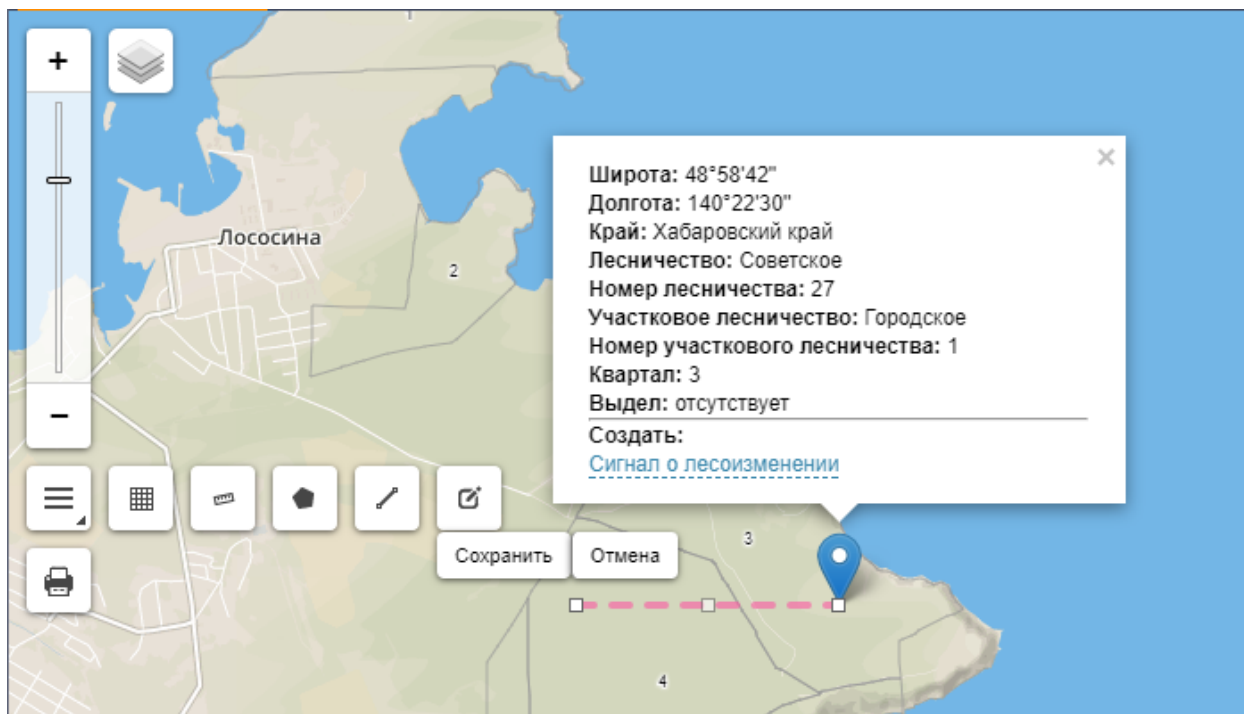 +
Лососина
2
−
Широта: 48°58'42"
Долгота: 140°22'30"
Край: Хабаровский край
Лесничество: Советское
Номер лесничества: 27
Участковое лесничество: Городское
Номер участкового лесничества: 1
Квартал: 3
Выдел: отсутствует
Создать:
Сигнал о лесоизменении
×
Сохранить
Отмена
3
4